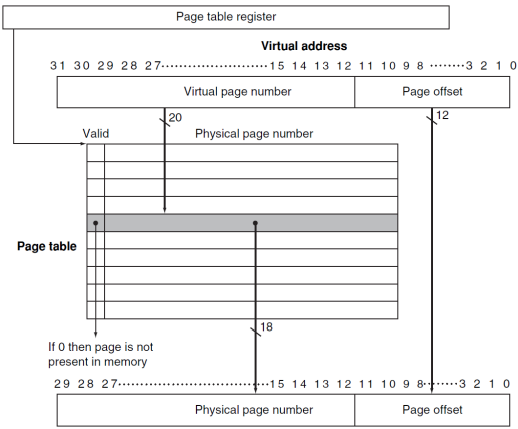 Page table register
Virtual address
31 30 29 28 27·························15 14 13 12 11 10 9 8 ········3 2 1 0
Virtual page number Page offset
20 12
Valid Physical page number
Page table
18
If 0 then page is not
present in memory
29 28 27···································15 14 13 12 11 10 9 8········3 2 1 0
Physical page number Page offset